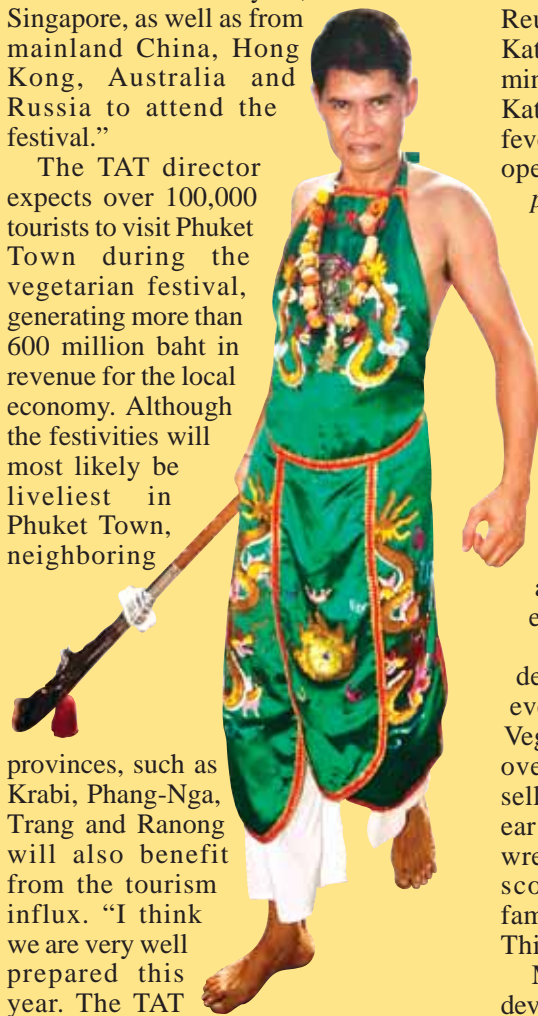 Singapore, as well as from
mainland China, Hong
Kong, Australia and
Russia to attend the
festival.”
The TAT director
expects over 100,000
tourists to visit Phuket
Town during the
vegetarian festival,
generating more than
600 million baht in
revenue for the local
economy. Although
the festivities will
most likely be
liveliest in
Phuket Town,
neighboring
provinces, such as
Krabi, Phang-Nga,
Trang and Ranong
will also benefit
from the tourism
influx. “I think
we are very well
prepared this
year. The TAT
Reu
Kat
min
Kat
feve
ope
p
a
e
de
eve
Veg
ove
sell
ear
wre
sco
fam
Thi
M
dev